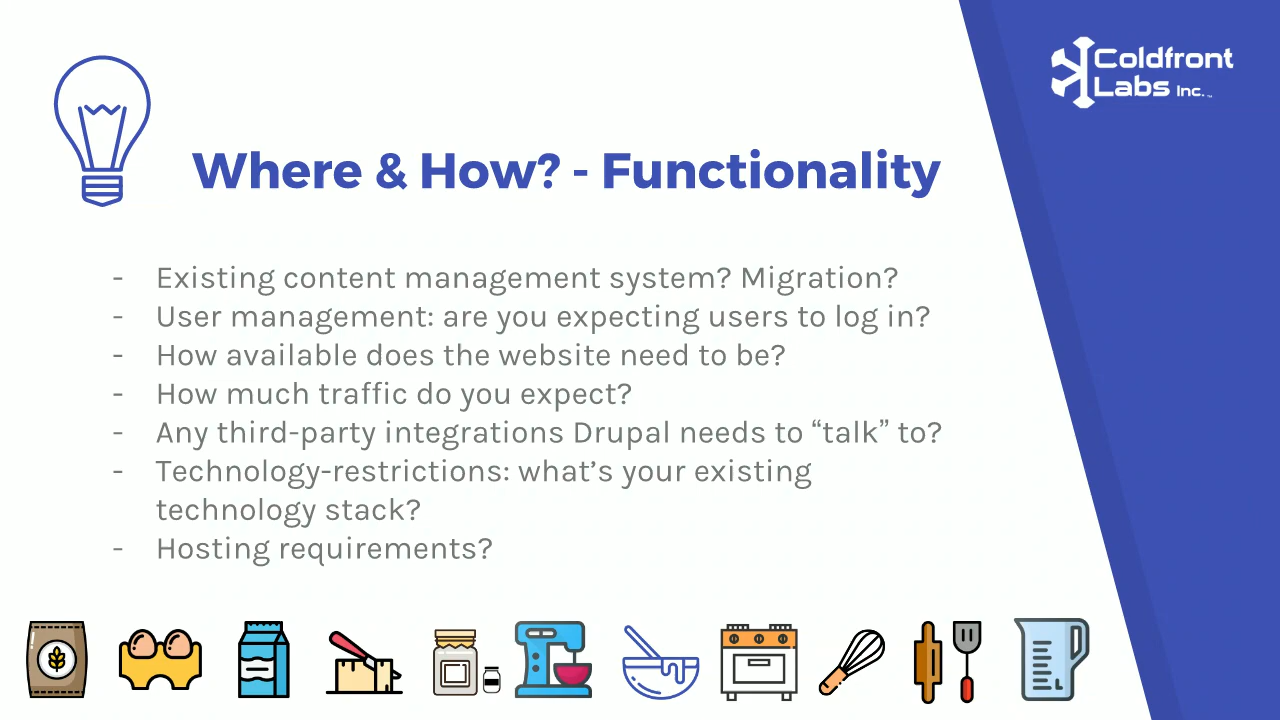 Coldfront
Labs Inc.™
Where & How? - Functionality
- Existing content management system? Migration?
- User management: are you expecting users to log in?
- How available does the website need to be?
- How much traffic do you expect?
- Any third-party integrations Drupal needs to “talk” to?
- Technology-restrictions: what’s your existing
technology stack?
- Hosting requirements?
L